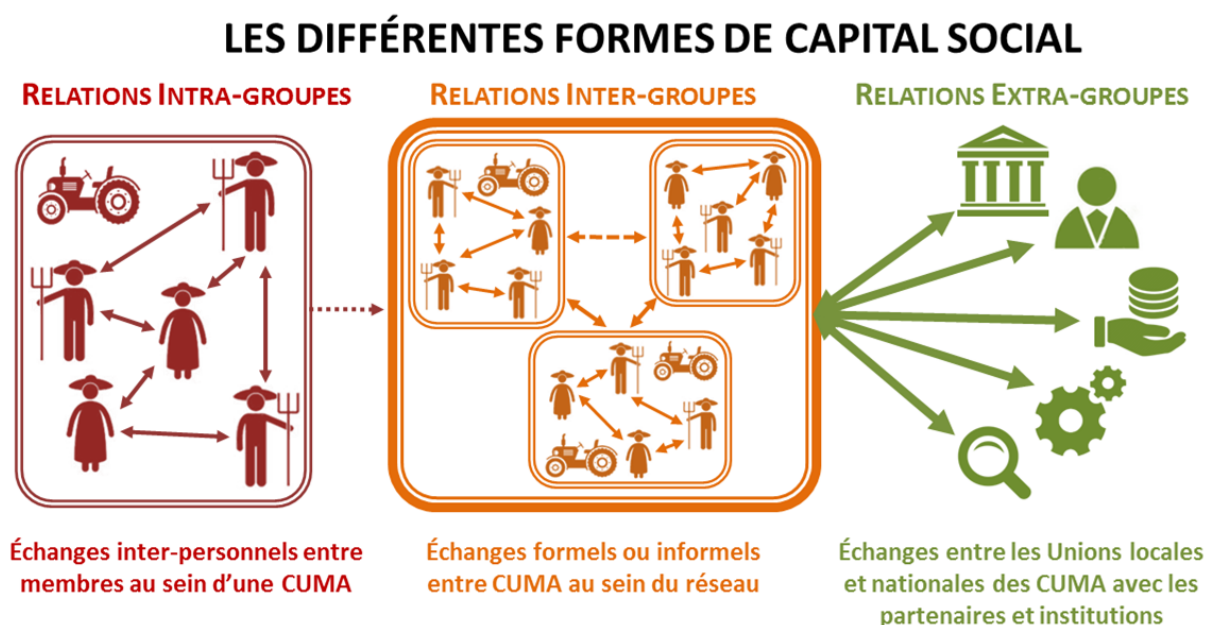 LES DIFFÉRENTES FORMES DE CAPITAL SOCIAL
RELATIONS INTRA-GROUPES
Échanges inter-personnels entre
membres au sein d'une CUMA
RELATIONS INTER-GROUPES
Échanges formels ou informels
entre CUMA au sein du réseau
RELATIONS EXTRA-GROUPES
Échanges entre les Unions locales
et nationales des CUMA avec les
partenaires et institutions